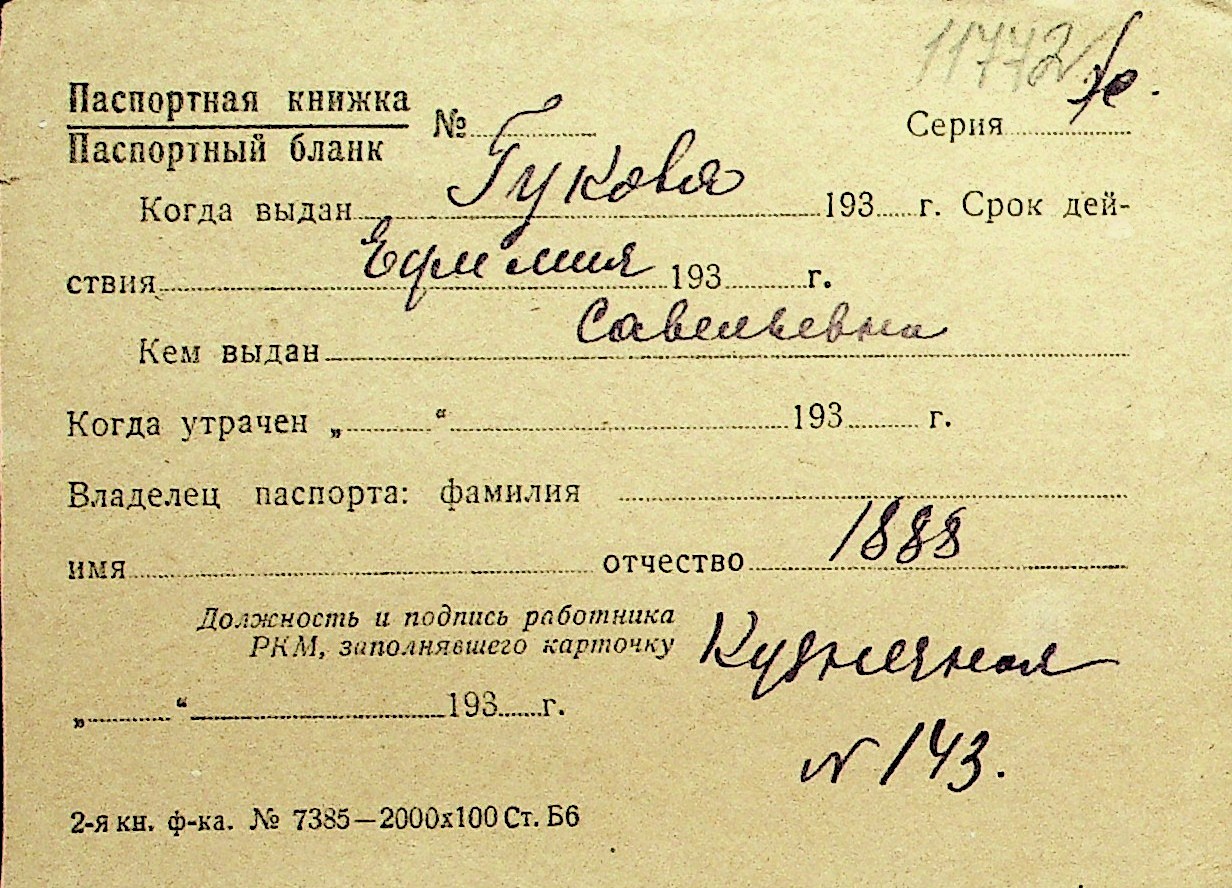 11772
Паспортная книжка
Паспортный бланк № Серия
Гукова
Когда выдан 193 г. Срок дей-
Ефимия
ствия 193 г.
Савельевна
Кем выдан
Когда утрачен „ “ 193 г.
Владелец паспорта: фамилия
1888
имя отчество
Должность и подпись работника
РКМ, заполнявшего карточку
Кузнечная
„ “ 193 г.
№ 143.
2-я кн. ф-ка. № 7385—2000х100 Ст. Б6